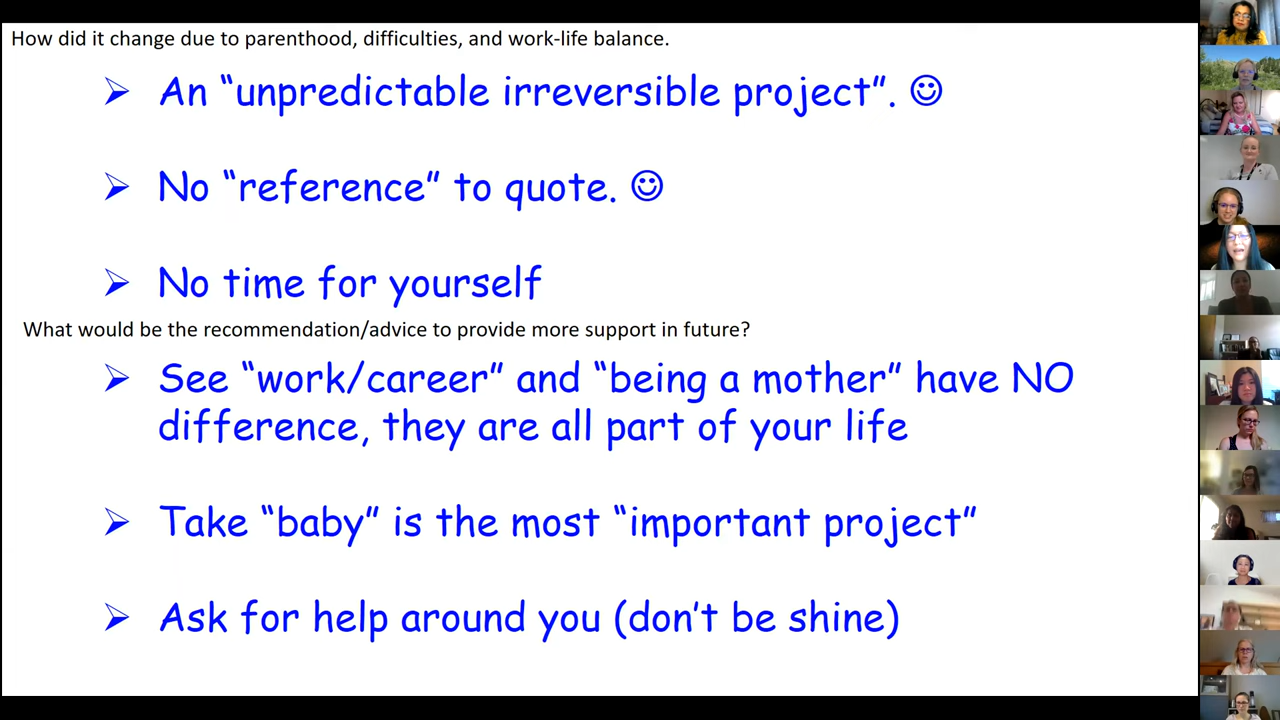 How did it change due to parenthood, difficulties, and work-life balance.
➢ An “unpredictable irreversible project”. ☺
➢ No “reference” to quote. ☺
➢ No time for yourself
What would be the recommendation/advice to provide more support in future?
➢ See “work/career” and “being a mother” have NO
difference, they are all part of your life
➢ Take “baby” is the most “important project”
➢ Ask for help around you (don’t be shine)